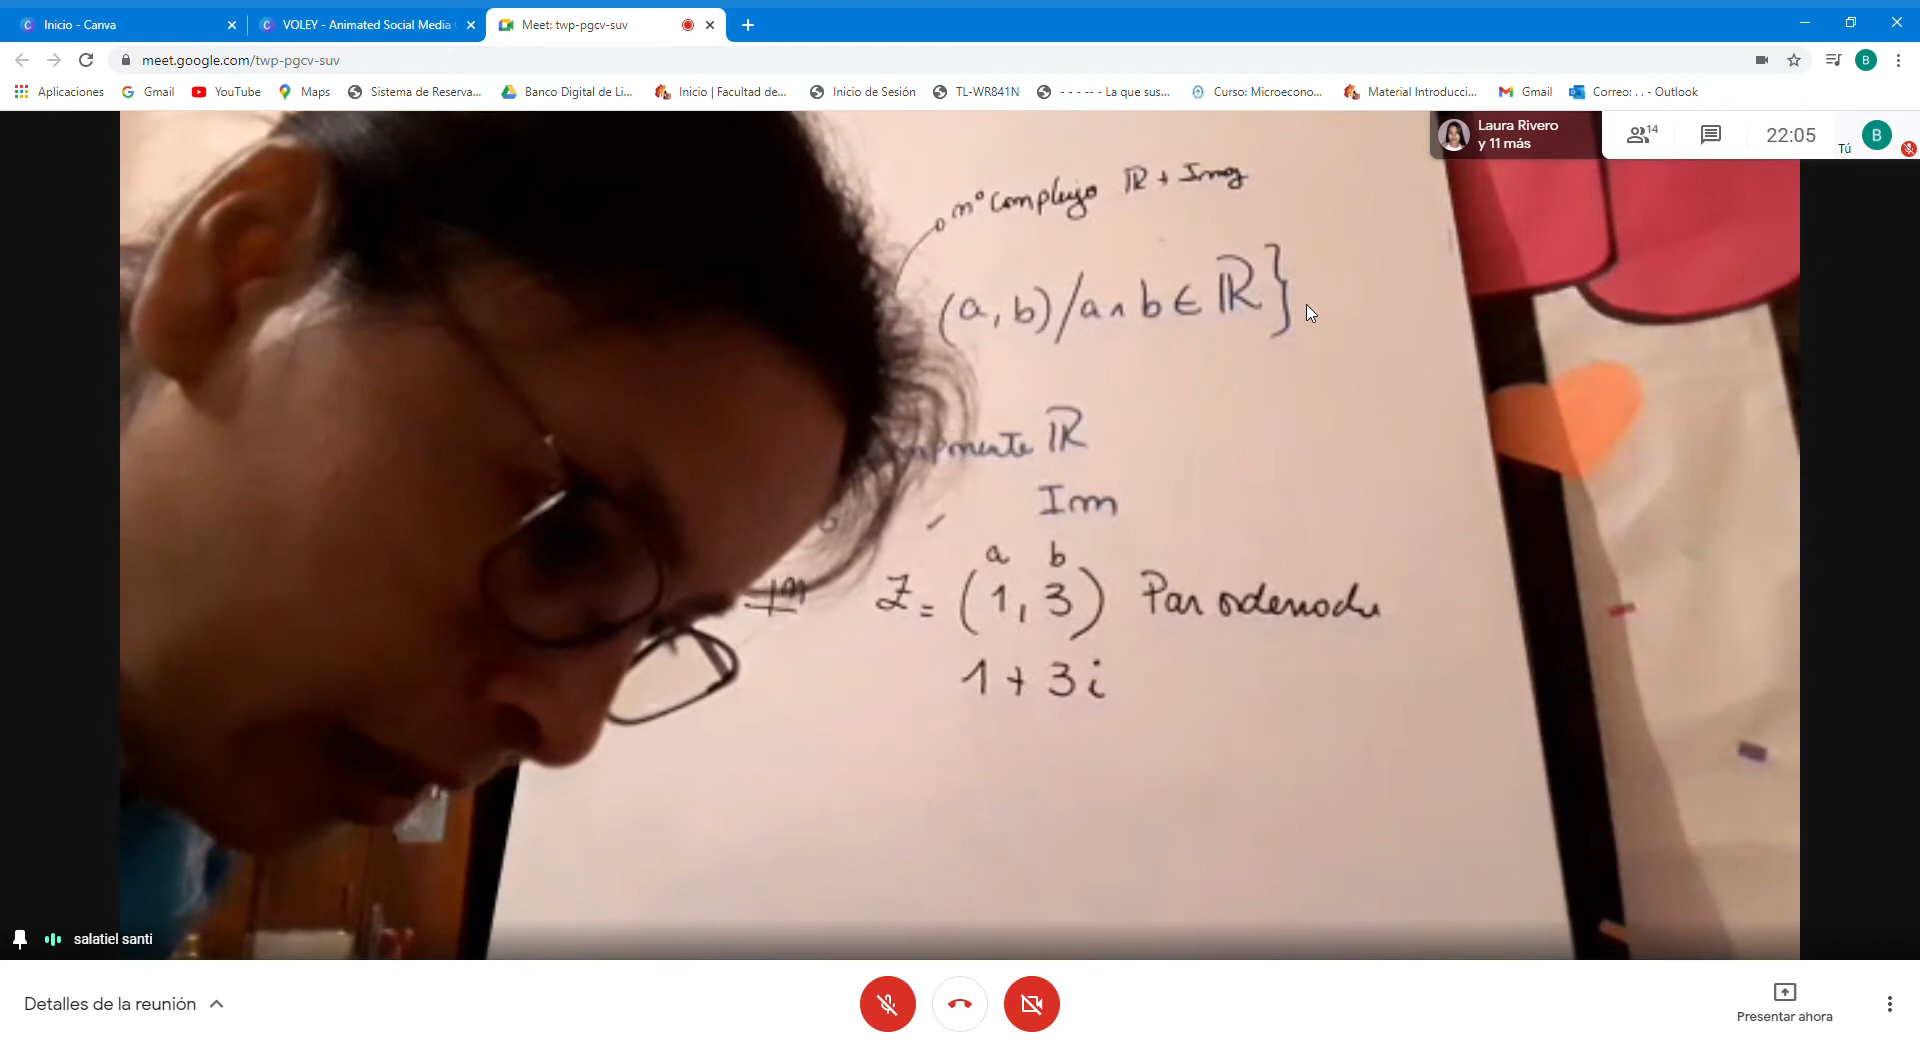 Inicio - Canva
VOLEY - Animated Social Media
Meet: twp-pgcv-suv
meet.google.com/twp-pgcv-suv
B
Aplicaciones
Gmail
YouTube
Maps
Sistema de Reserva...
Banco Digital de Li...
Inicio | Facultad de...
Inicio de Sesión
TL-WR841N
- - - -- - La que sus...
Curso: Microecono...
Material Introducci...
Gmail
Correo: . . - Outlook
Laura Rivero
y 11 más
14
22:05
Tú
B
nº complejo ℝ + Imag
(a, b)/a ∧ b ∈ ℝ}
ℝ
Im
a b
Z = (1, 3) Par ordenado
1 + 3i
salatiel santi
Detalles de la reunión
Presentar ahora